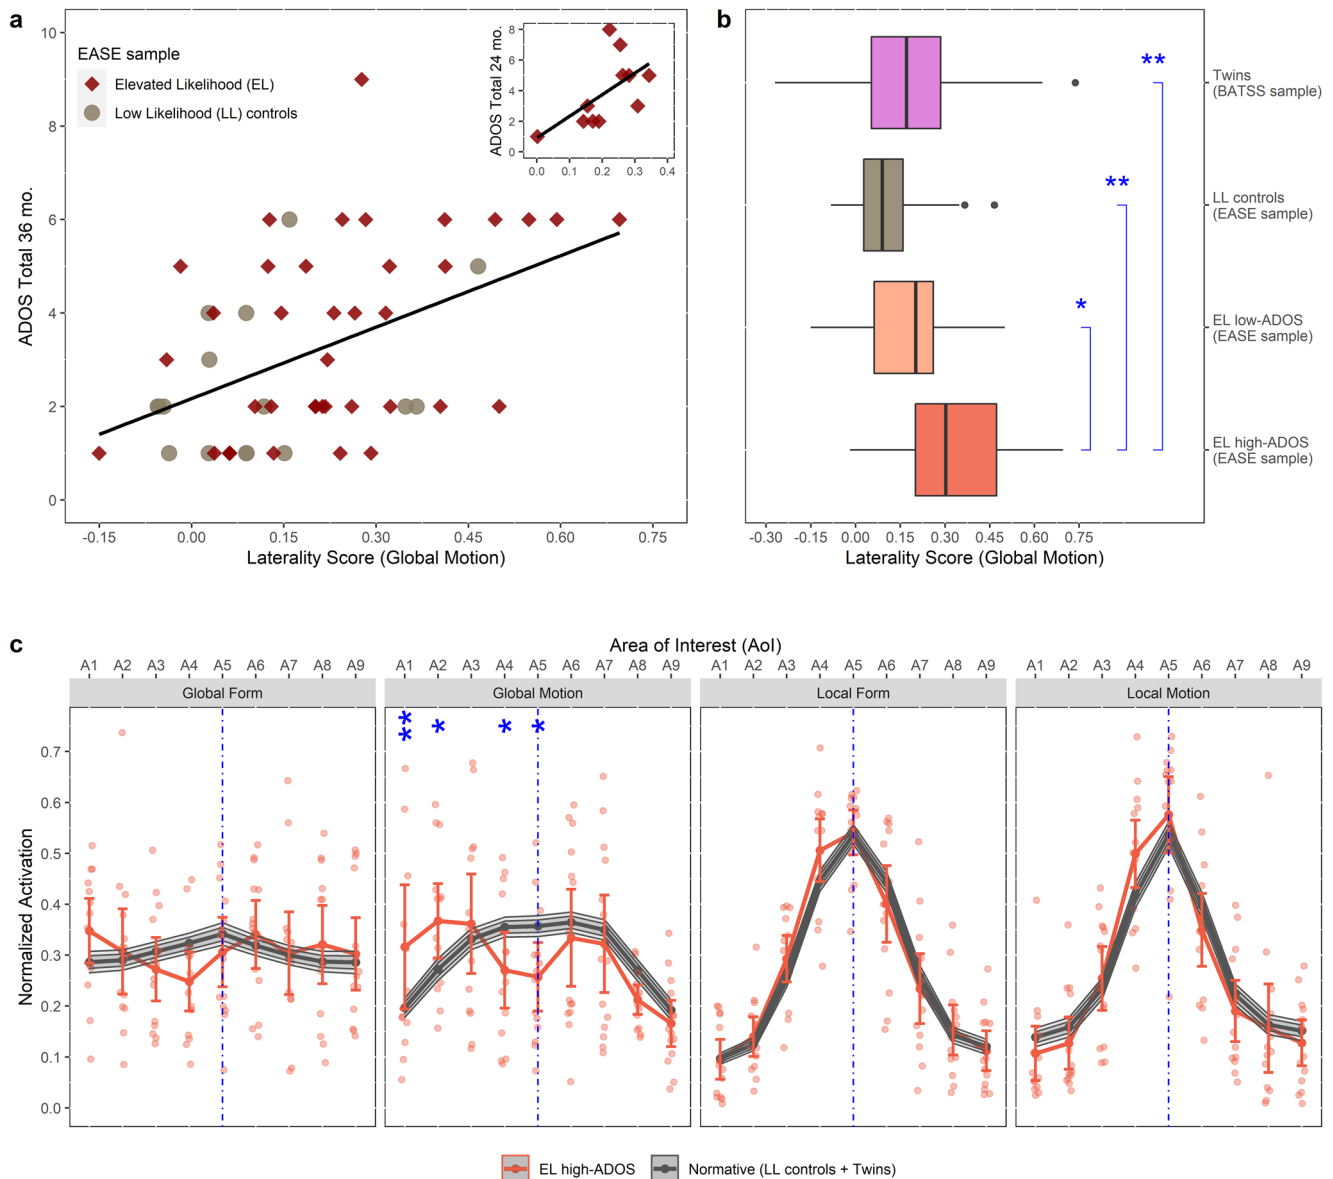 a
EASE sample
Elevated Likelihood (EL)
Low Likelihood (LL) controls
ADOS Total 36 mo.
10
8
6
4
2
0
-0.15
0.00
0.15
0.30
0.45
0.60
0.75
Laterality Score (Global Motion)
ADOS Total 24 mo.
8
6
4
2
0
0.0
0.1
0.2
0.3
0.4
b
**
**
*
Twins
(BATSS sample)
LL controls
(EASE sample)
EL low-ADOS
(EASE sample)
EL high-ADOS
(EASE sample)
-0.30
-0.15
0.00
0.15
0.30
0.45
0.60
0.75
Laterality Score (Global Motion)
c
Area of Interest (AoI)
A1 A2 A3 A4 A5 A6 A7 A8 A9
A1 A2 A3 A4 A5 A6 A7 A8 A9
A1 A2 A3 A4 A5 A6 A7 A8 A9
A1 A2 A3 A4 A5 A6 A7 A8 A9
Global Form
Global Motion
Local Form
Local Motion
** * * *
Normalized Activation
0.7
0.6
0.5
0.4
0.3
0.2
0.1
0.0
EL high-ADOS
Normative (LL controls + Twins)